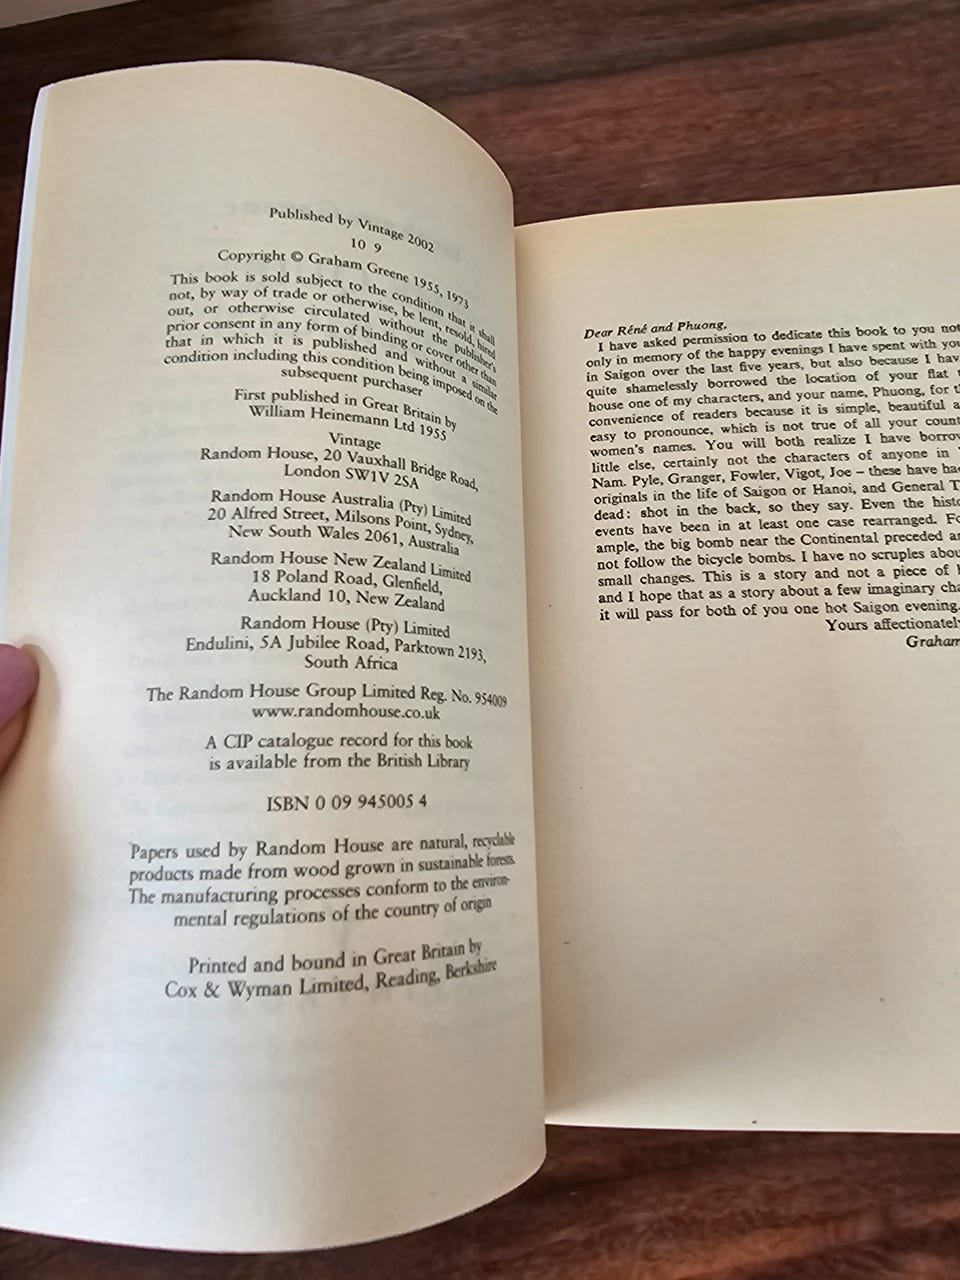 Published by Vintage 2002
10 9
Copyright © Graham Greene 1955, 1973
This book is sold subject to the condition that it shall
not, by way of trade or otherwise, be lent, resold, hired
out, or otherwise circulated without the publisher's
prior consent in any form of binding or cover other than
that in which it is published and without a similar
condition including this condition being imposed on the
subsequent purchaser
First published in Great Britain by
William Heinemann Ltd 1955
Vintage
Random House, 20 Vauxhall Bridge Road,
London SW1V 2SA
Random House Australia (Pty) Limited
20 Alfred Street, Milsons Point, Sydney,
New South Wales 2061, Australia
Random House New Zealand Limited
18 Poland Road, Glenfield,
Auckland 10, New Zealand
Random House (Pty) Limited
Endulini, 5A Jubilee Road, Parktown 2193,
South Africa
The Random House Group Limited Reg. No. 954009
www.randomhouse.co.uk
A CIP catalogue record for this book
is available from the British Library
ISBN 0 09 945005 4
Papers used by Random House are natural, recyclable
products made from wood grown in sustainable forests.
The manufacturing processes conform to the environ-
mental regulations of the country of origin
Printed and bound in Great Britain by
Cox & Wyman Limited, Reading, Berkshire
Dear Réné and Phuong,
I have asked permission to dedicate this book to you not
only in memory of the happy evenings I have spent with you
in Saigon over the last five years, but also because I hav
quite shamelessly borrowed the location of your flat t
house one of my characters, and your name, Phuong, for t
convenience of readers because it is simple, beautiful a
easy to pronounce, which is not true of all your count
women's names. You will both realize I have borrow
little else, certainly not the characters of anyone in
Nam. Pyle, Granger, Fowler, Vigot, Joe – these have ha
originals in the life of Saigon or Hanoi, and General T
dead: shot in the back, so they say. Even the histo
events have been in at least one case rearranged. Fo
ample, the big bomb near the Continental preceded an
not follow the bicycle bombs. I have no scruples abou
small changes. This is a story and not a piece of
and I hope that as a story about a few imaginary cha
it will pass for both of you one hot Saigon evening.
Yours affectionately
Graham